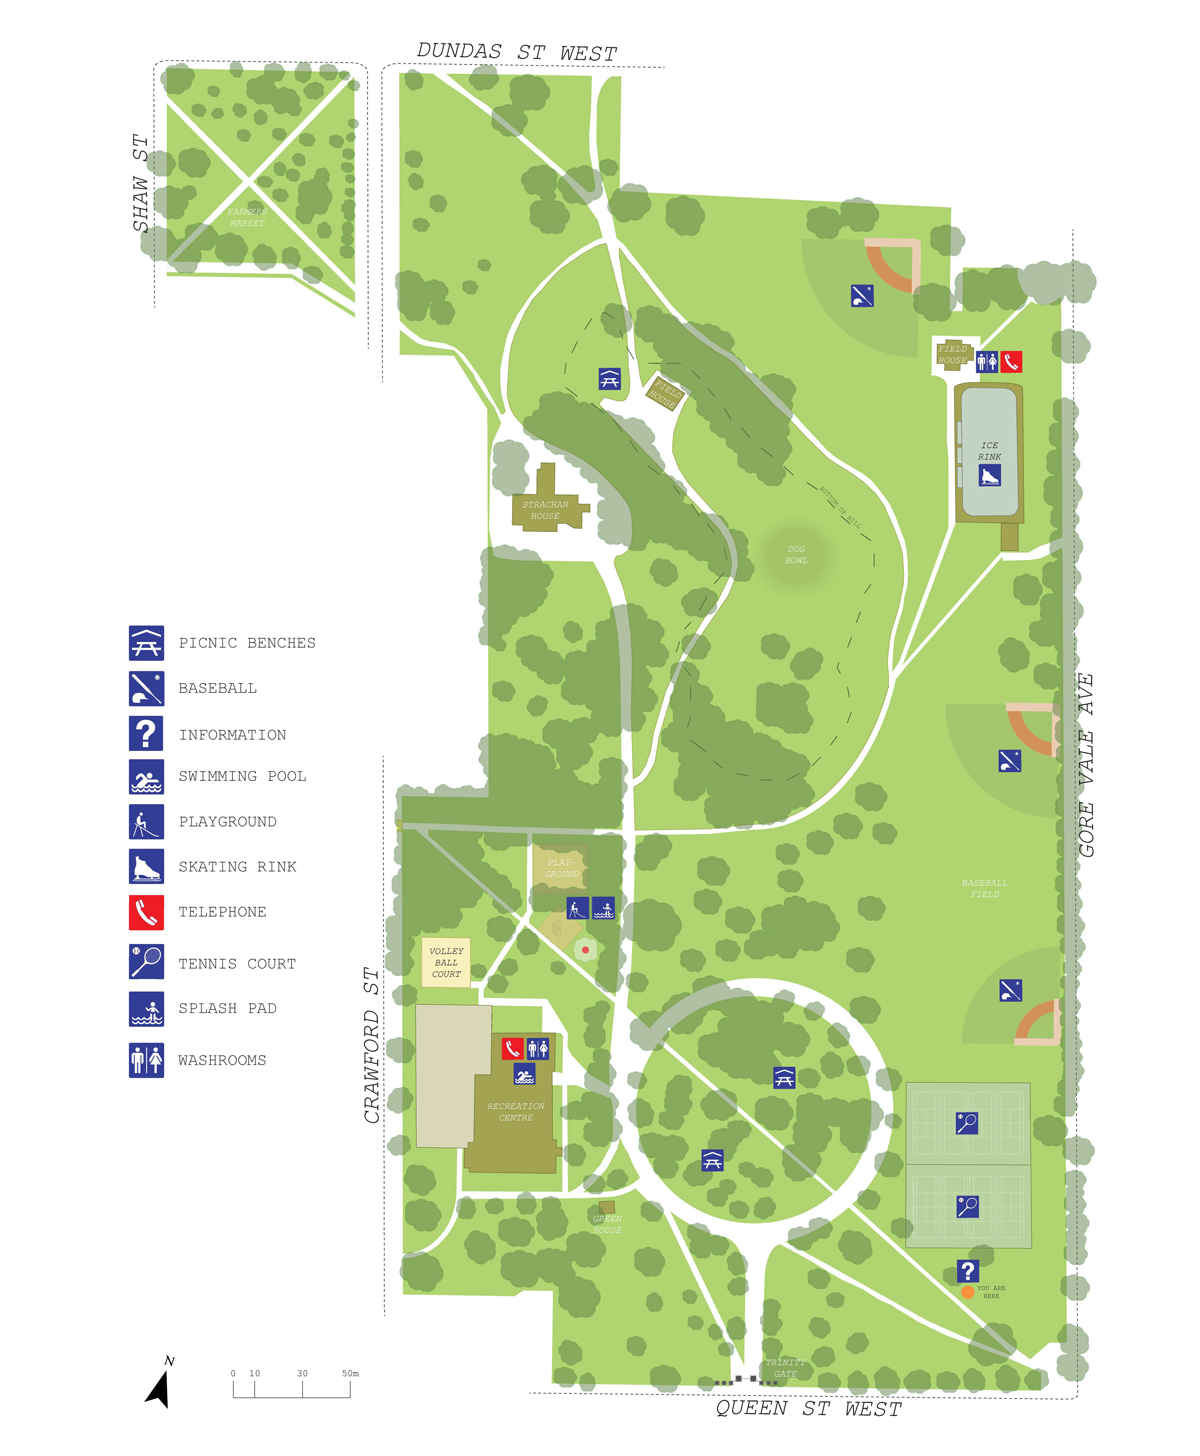 DUNDAS ST WEST
SHAW ST
FARMERS
MARKET
FIELD
HOUSE
FIELD
HOUSE
ICE
RINK
STRACHAN
HOUSE
BOTTOM OF HILL
DOG
BOWL
GORE VALE AVE
PICNIC BENCHES
BASEBALL
? INFORMATION
SWIMMING POOL
PLAYGROUND
SKATING RINK
TELEPHONE
TENNIS COURT
SPLASH PAD
WASHROOMS
PLAY-
GROUND
BASEBALL
FIELD
VOLLEY
BALL
COURT
CRAWFORD ST
RECREATION
CENTRE
GREEN
HOUSE
?
YOU ARE
HERE
TRINITY
GATE
N
0 10 30 50m
QUEEN ST WEST